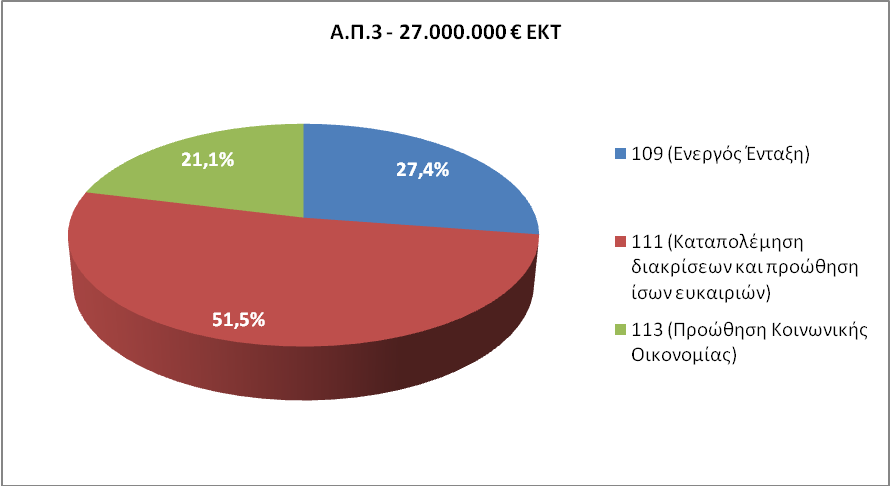 Α.Π.3 - 27.000.000 € ΕΚΤ
21,1%
27,4%
51,5%
109 (Ενεργός Ένταξη)
111 (Καταπολέμηση
διακρίσεων και προώθηση
ίσων ευκαιριών)
113 (Προώθηση Κοινωνικής
Οικονομίας)